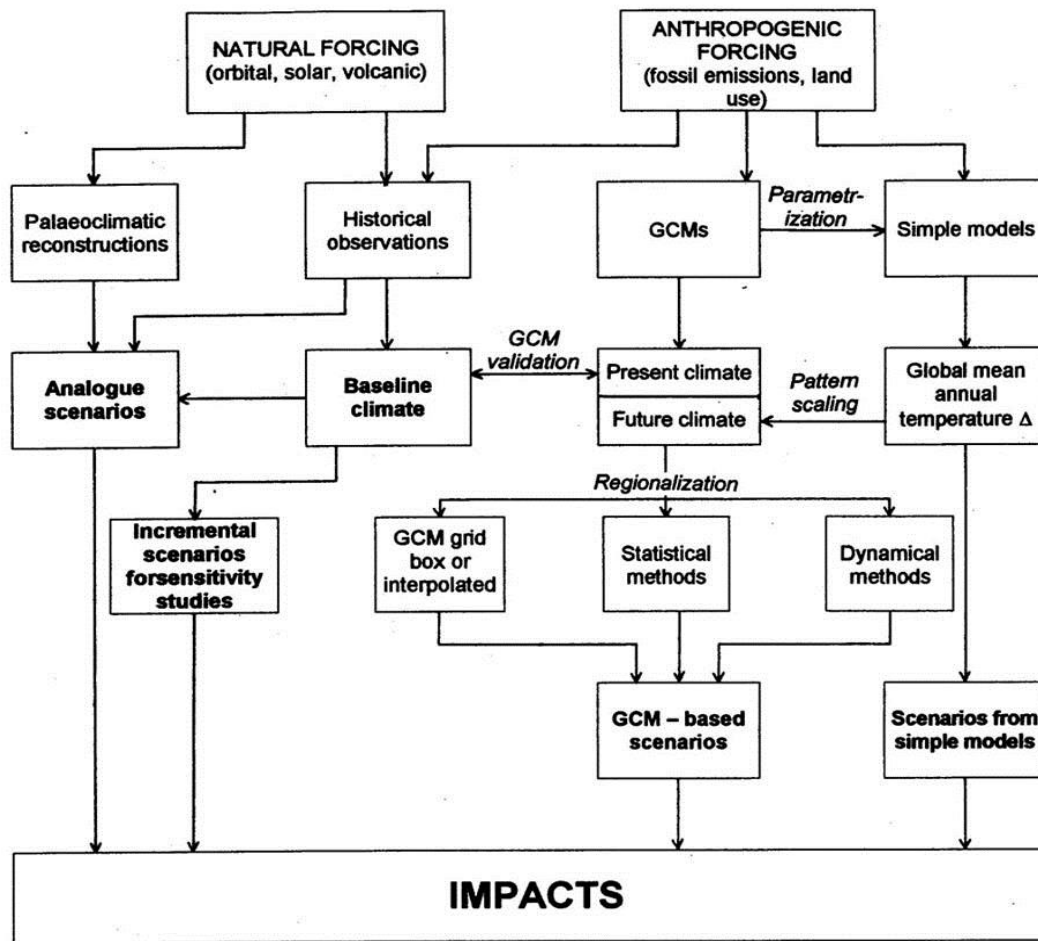 NATURAL FORCING
(orbital, solar, volcanic)
ANTHROPOGENIC
FORCING
(fossil emissions, land
use)
Palaeoclimatic
reconstructions
Historical
observations
GCMs
Parametr-
ization
Simple models
Analogue
scenarios
Baseline
climate
GCM
validation
Present climate
Future climate
Pattern
scaling
Global mean
annual
temperature Δ
Regionalization
Incremental
scenarios
forsensitivity
studies
GCM grid
box or
interpolated
Statistical
methods
Dynamical
methods
GCM – based
scenarios
Scenarios from
simple models
IMPACTS